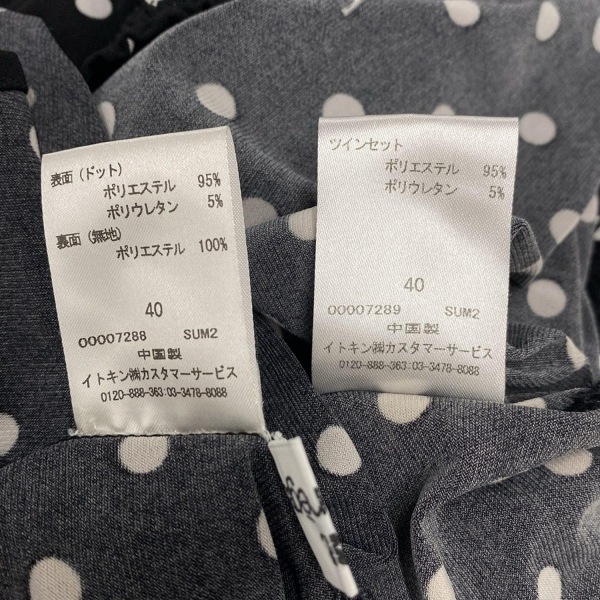 表面(ドット)
ポリエステル 95%
ポリウレタン 5%
裏面(無地)
ポリエステル 100%
40
00007288 SUM2
中国製
イトキン㈱カスタマーサービス
0120-888-363:03-3478-8088
ツインセット
ポリエステル 95%
ポリウレタン 5%
40
00007289 SUM2
中国製
イトキン㈱カスタマーサービス
0120-888-363:03-3478-8088